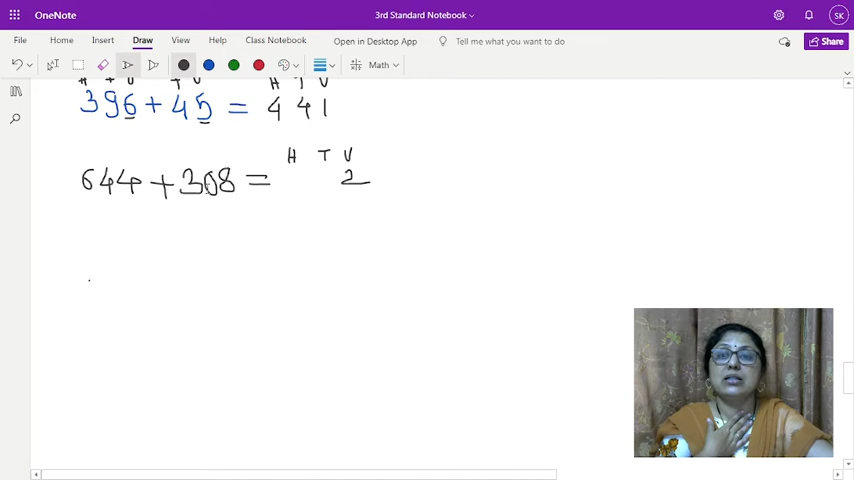 OneNote
3rd Standard Notebook
SK
File Home Insert Draw View Help Class Notebook Open in Desktop App Tell me what you want to do Share
Math
H T U T U H T U
396 + 45 = 441
H T U
644 + 308 = 2